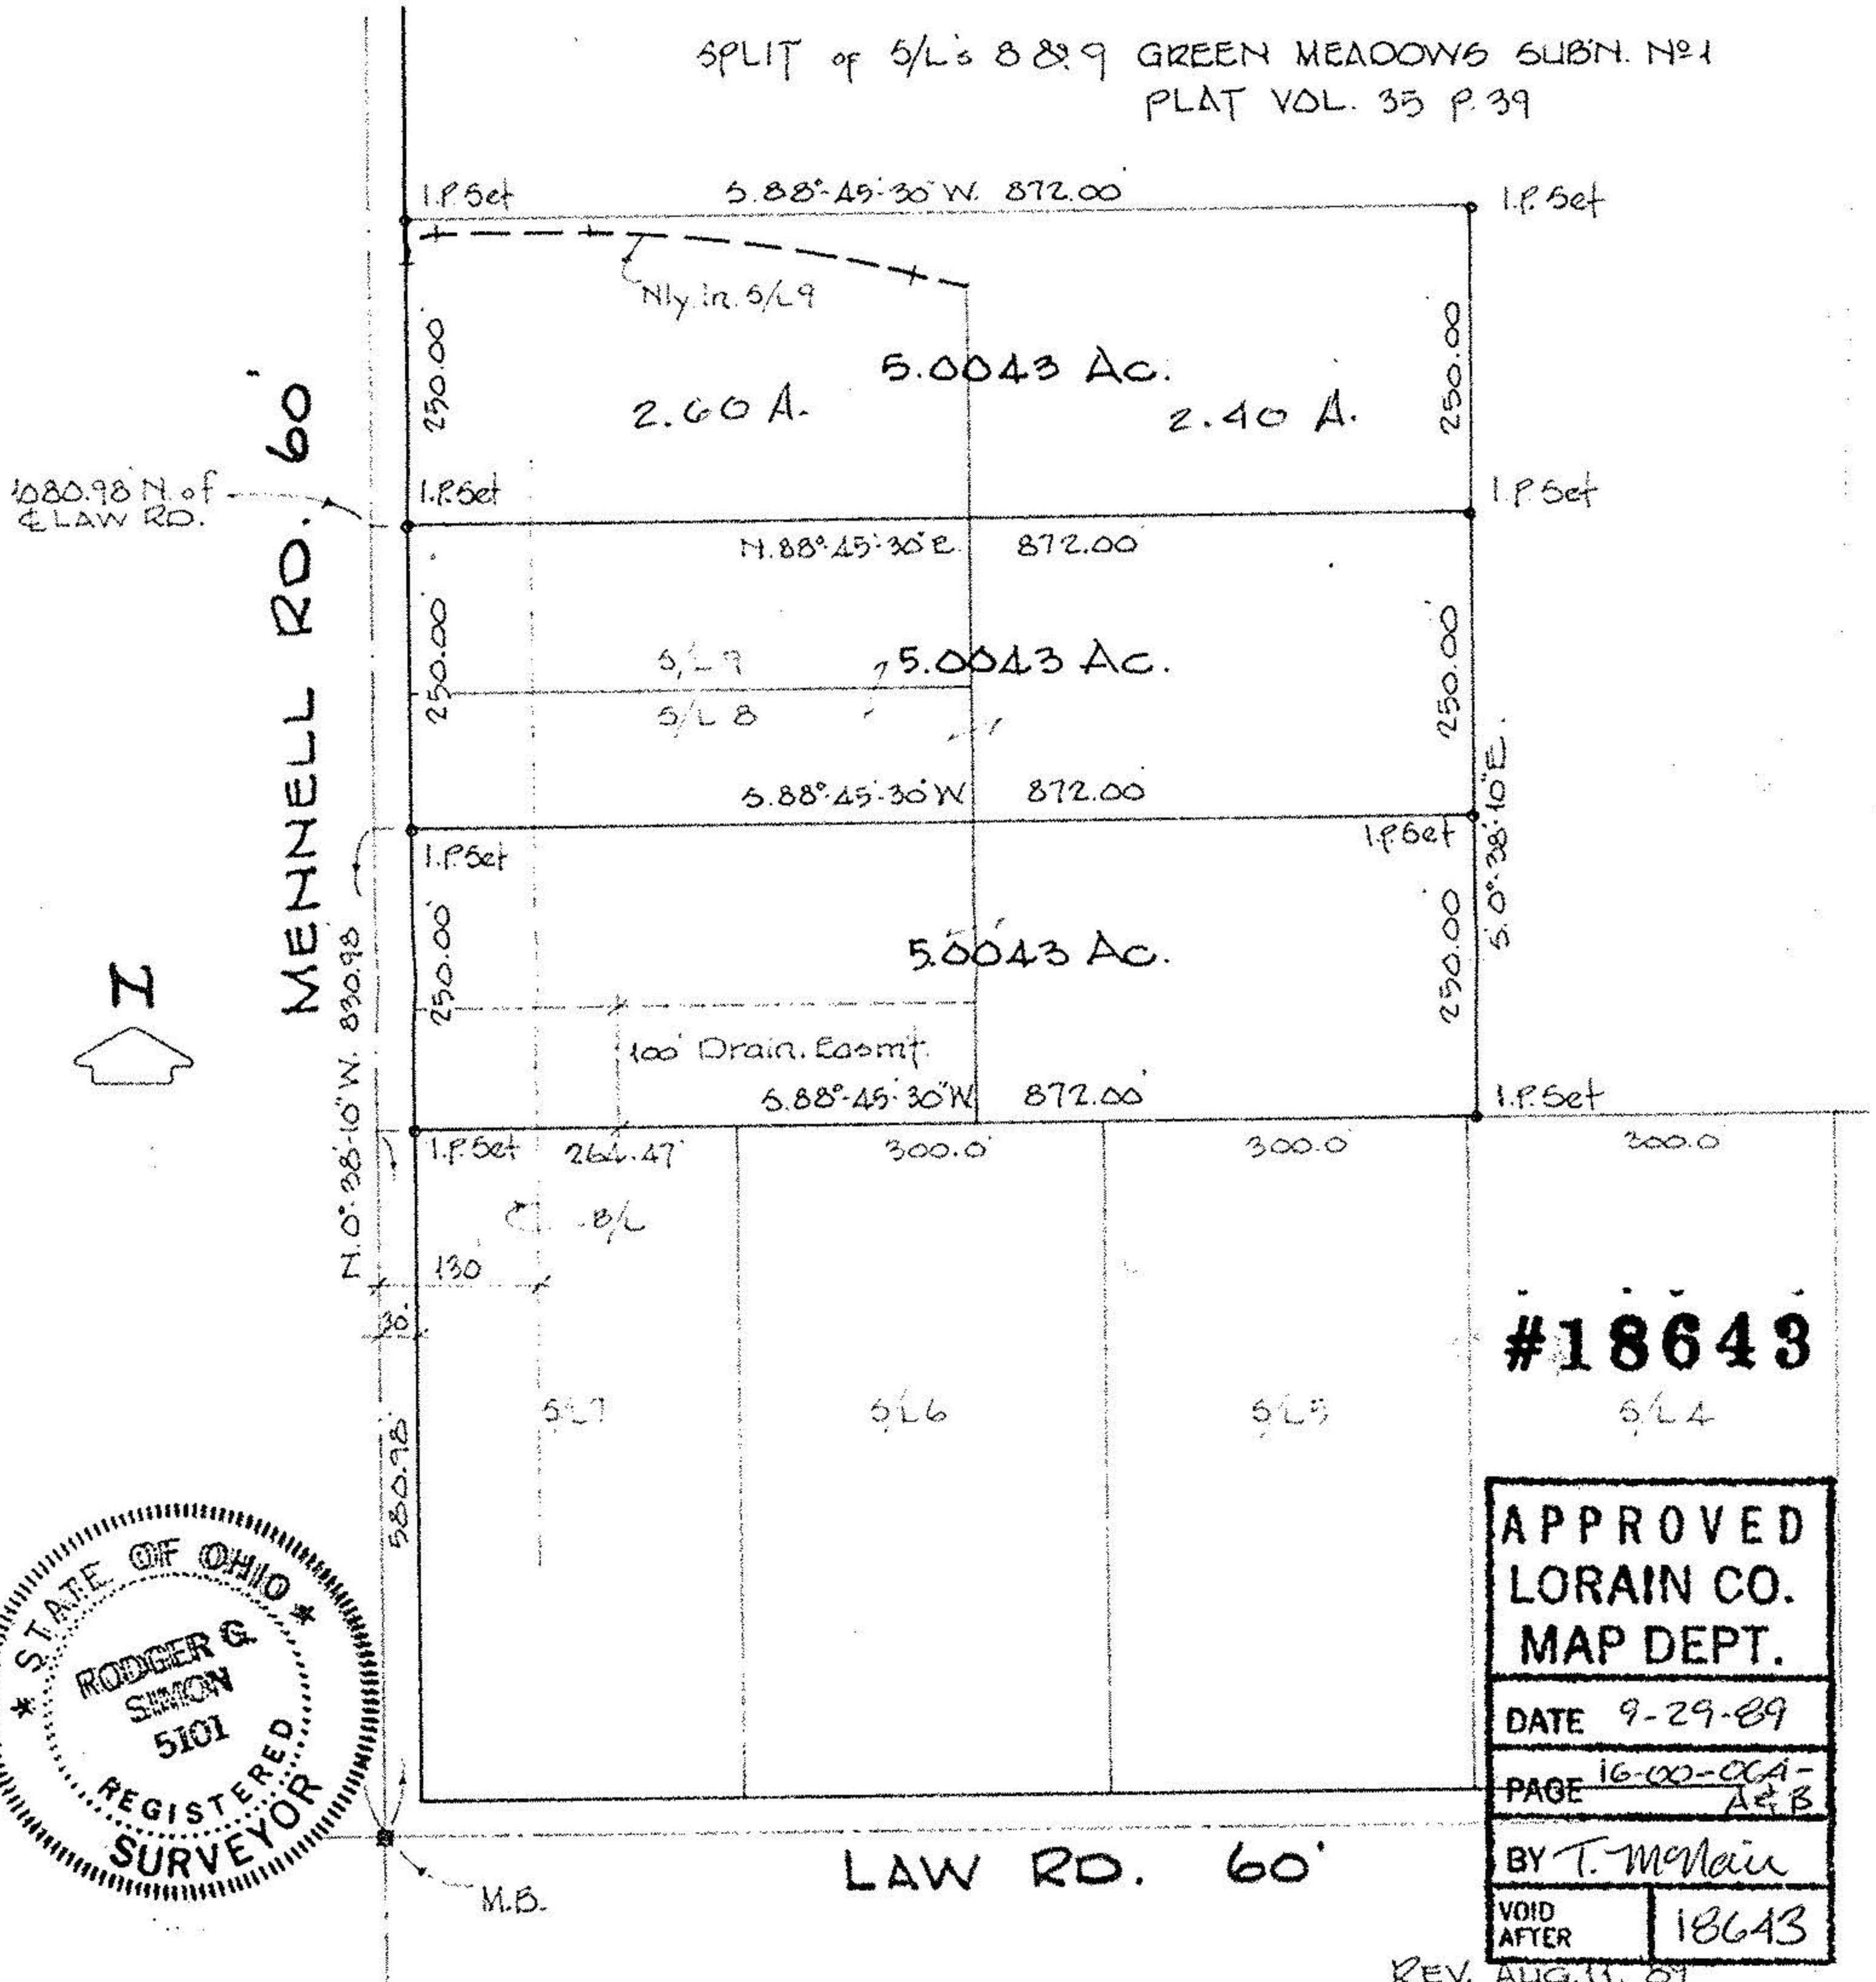 SPLIT of S/L's 8 & 9 GREEN MEADOWS SUB'N. Nº1
PLAT VOL. 35 P. 39
I.P. Set
S.88°-45'-30"W. 872.00'
I.P. Set
Nly. ln. S/L 9
250.00'
5.0043 Ac.
2.60 A.
2.40 A.
250.00'
MENNELL RD. 60'
1080.98 N. of
℄ LAW RD.
I.P. Set
I.P. Set
N.88°-45'-30"E. 872.00'
250.00'
S/L 9
5.0043 Ac.
S/L 8
250.00'
S.88°-45'-30"W 872.00'
I.P. Set
I.P. Set
S.0°-38'-10"E.
N.0°-38'-10"W. 830.98
250.00'
5.0043 Ac.
250.00'
N
100' Drain. Easmt.
S.88°-45'-30"W 872.00'
I.P. Set
I.P. Set
264.47'
300.0'
300.0'
300.0'
B/L
130'
30'
#18643
S/L 7
S/L 6
S/L 5
S/L 4
580.98'
STATE OF OHIO
RODGER G.
SIMON
5101
REGISTERED
SURVEYOR
APPROVED
LORAIN CO.
MAP DEPT.
DATE 9-29-89
PAGE 16-00-004-
A & B
BY T. McNair
VOID
AFTER
18643
M.B.
LAW RD. 60'
REV. AUG. 11,